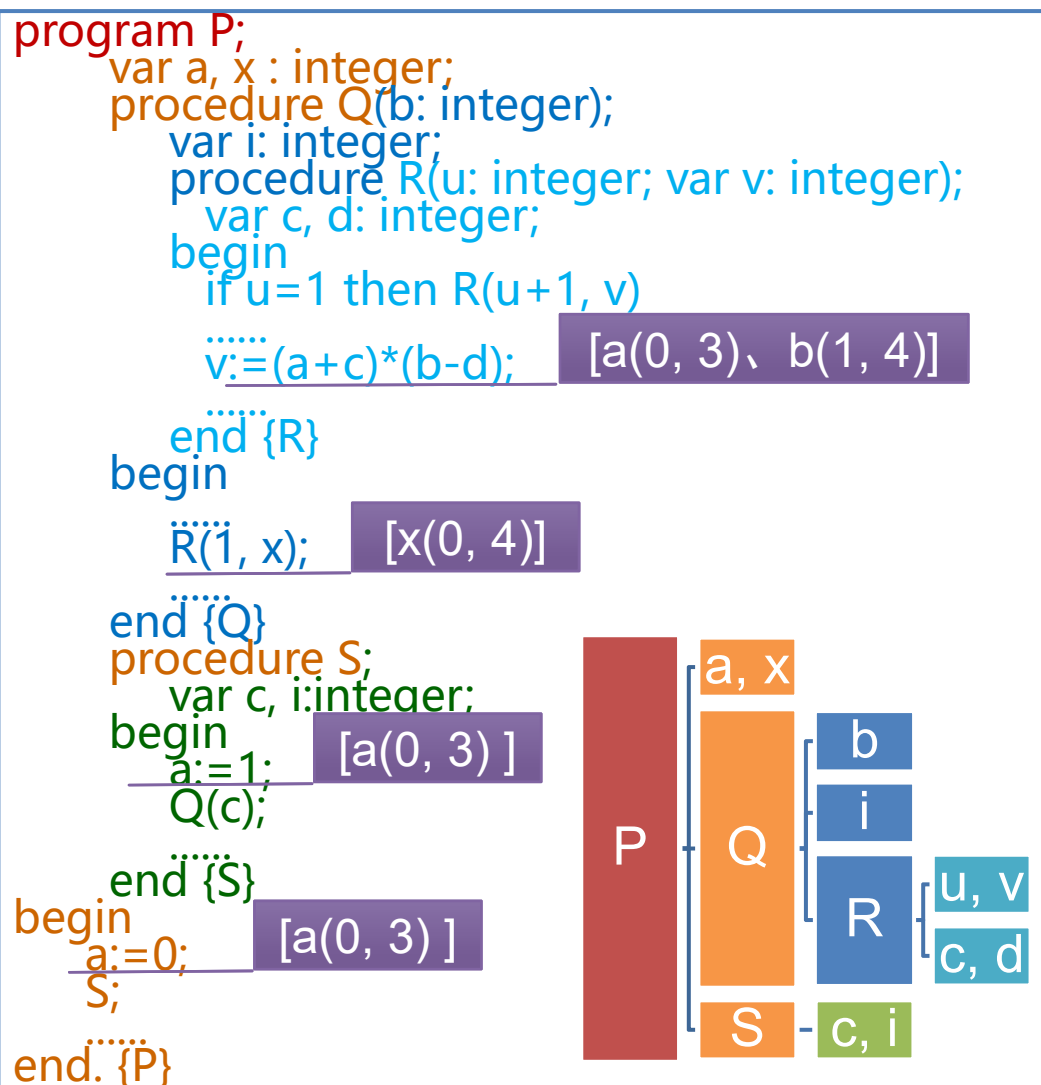 program P;
var a, x : integer;
procedure Q(b: integer);
var i: integer;
procedure R(u: integer; var v: integer);
var c, d: integer;
begin
if u=1 then R(u+1, v)
......
v:=(a+c)*(b-d);
[a(0, 3)、b(1, 4)]
......
end {R}
begin
......
R(1, x);
[x(0, 4)]
......
end {Q}
procedure S;
var c, i:integer;
begin
a:=1;
[a(0, 3) ]
Q(c);
......
end {S}
begin
a:=0;
[a(0, 3) ]
S;
......
end. {P}
P
a, x
Q
b
i
R
u, v
c, d
S
c, i